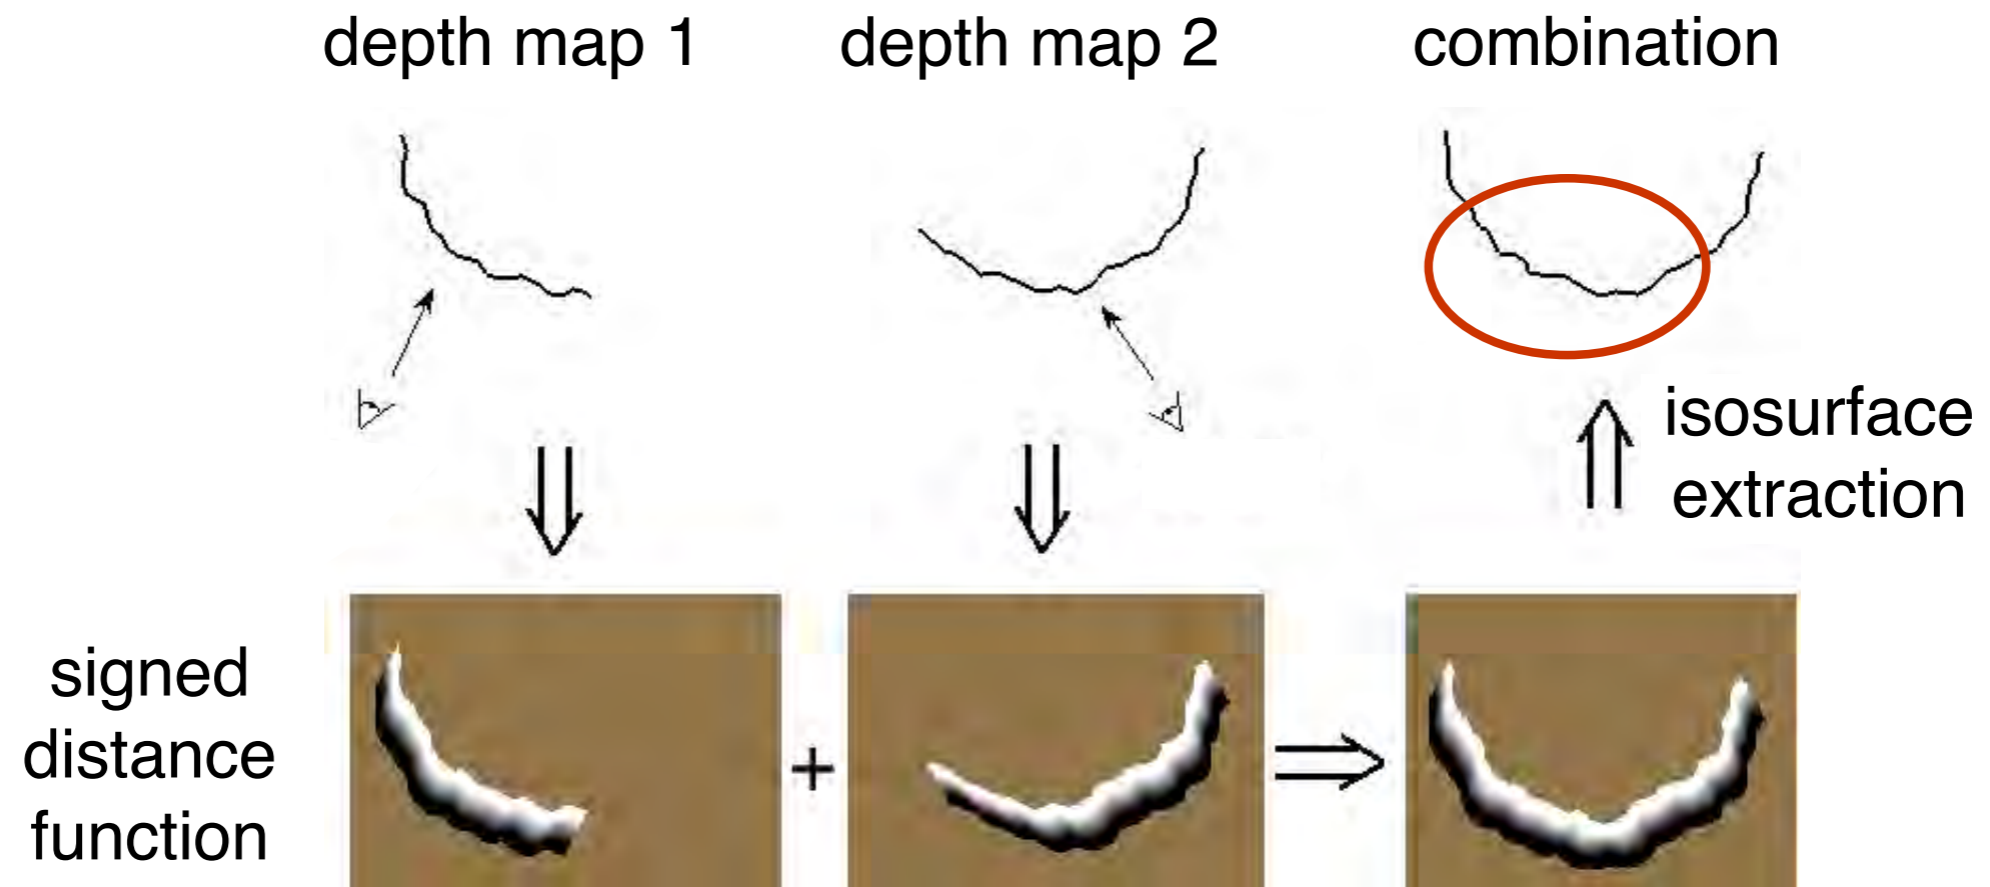 depth map 1
depth map 2
combination
isosurface
extraction
signed
distance
function
+